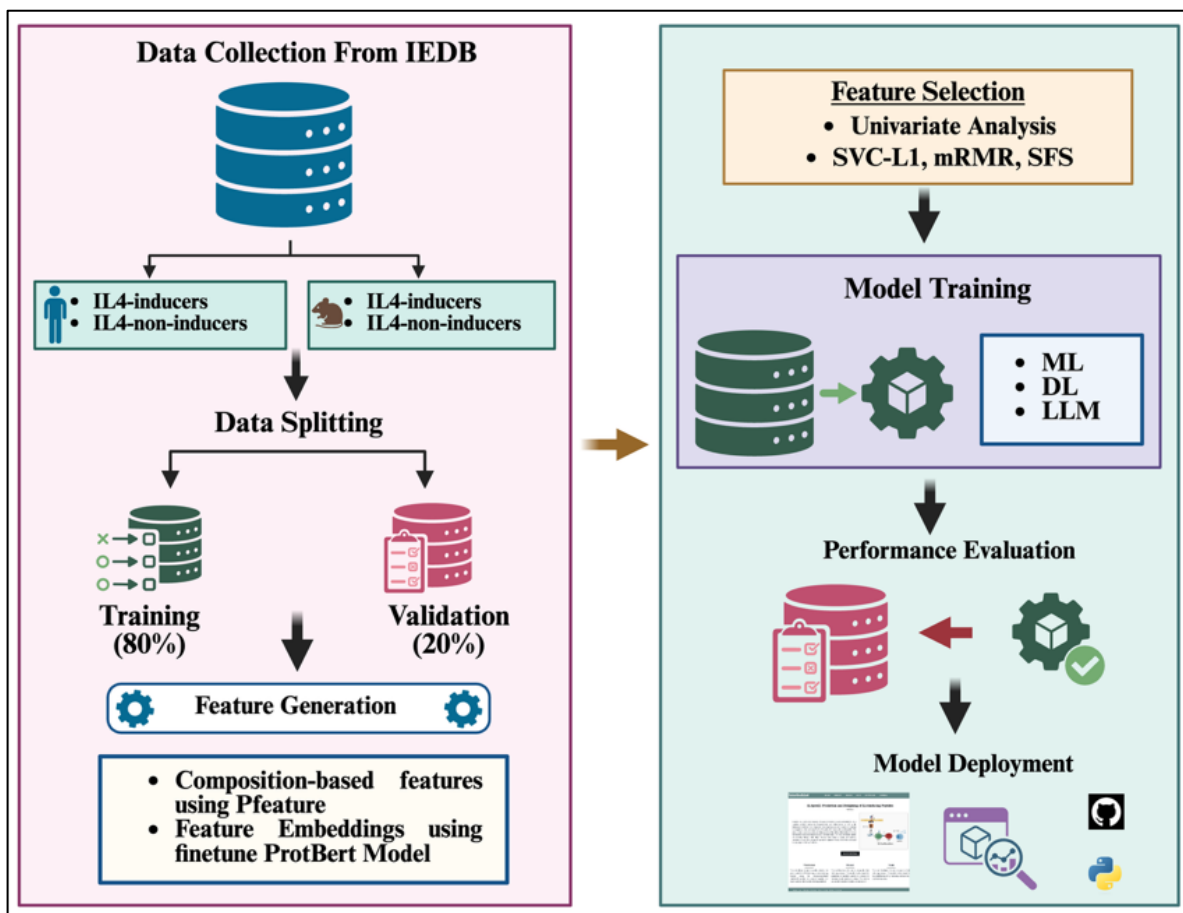 Data Collection From IEDB
• IL4-inducers
• IL4-non-inducers
• IL4-inducers
• IL4-non-inducers
Data Splitting
Training
(80%)
Validation
(20%)
Feature Generation
• Composition-based features
using Pfeature
• Feature Embeddings using
finetune ProtBert Model
Feature Selection
• Univariate Analysis
• SVC-L1, mRMR, SFS
Model Training
• ML
• DL
• LLM
Performance Evaluation
Model Deployment